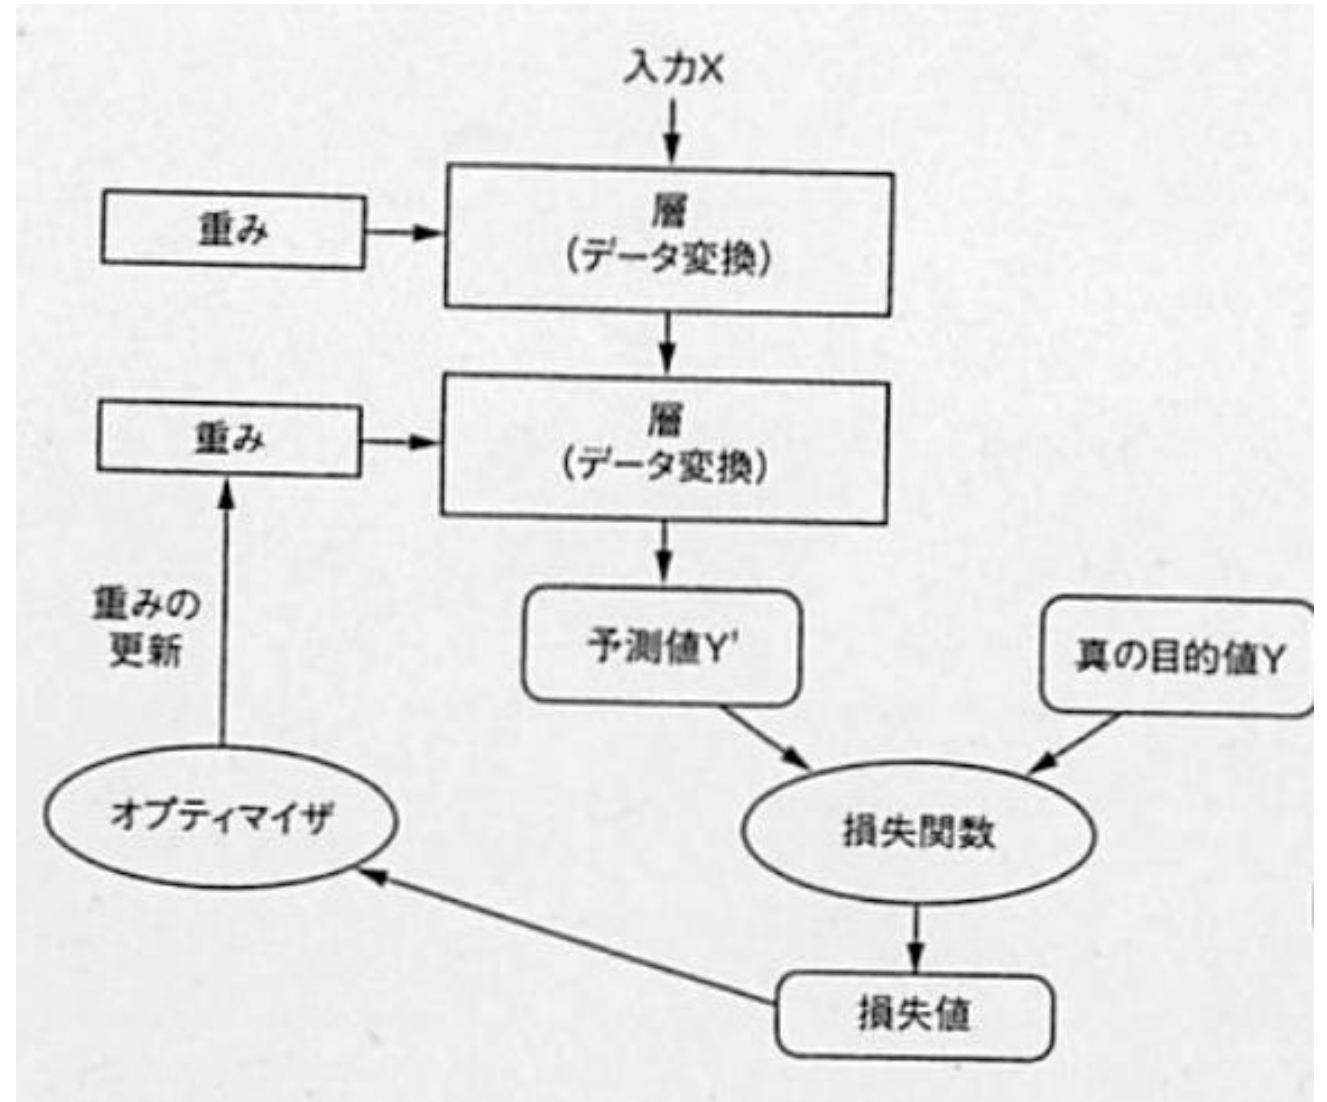 入力X
重み
層
(データ変換)
重み
層
(データ変換)
重みの
更新
予測値Y'
真の目的値Y
オプティマイザ
損失関数
損失値